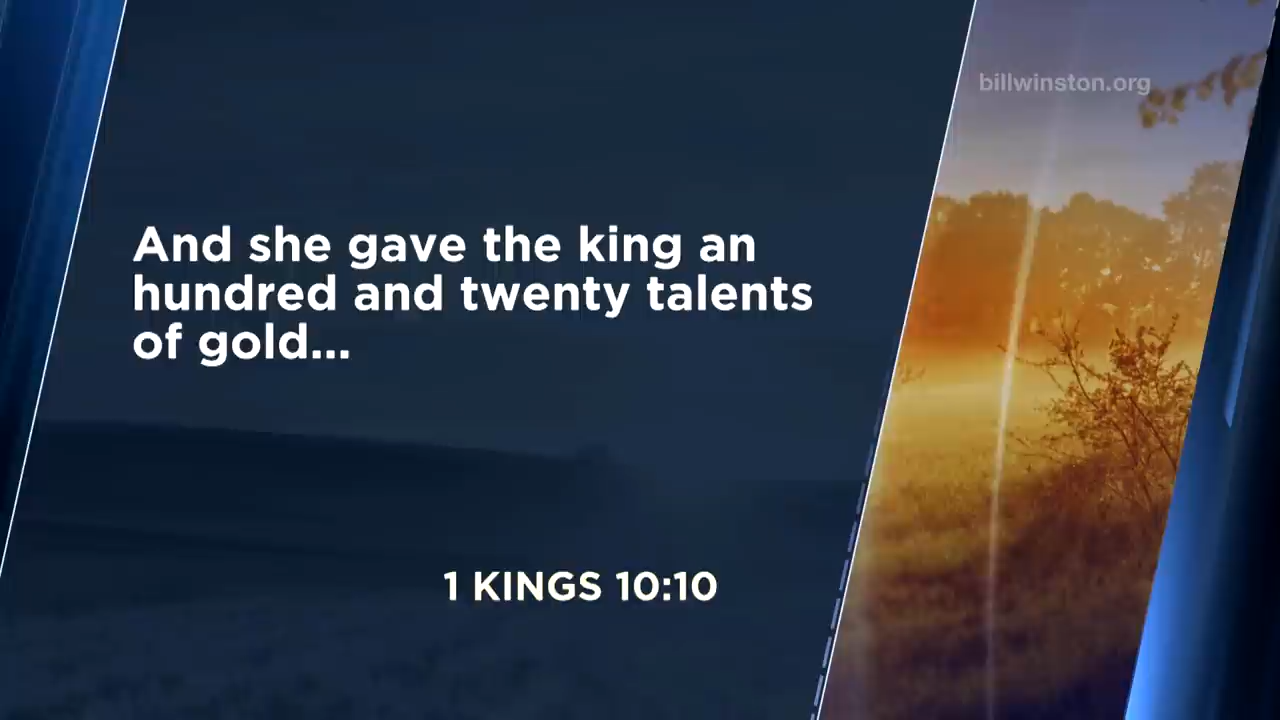 billwinston.org
And she gave the king an
hundred and twenty talents
of gold...
1 KINGS 10:10